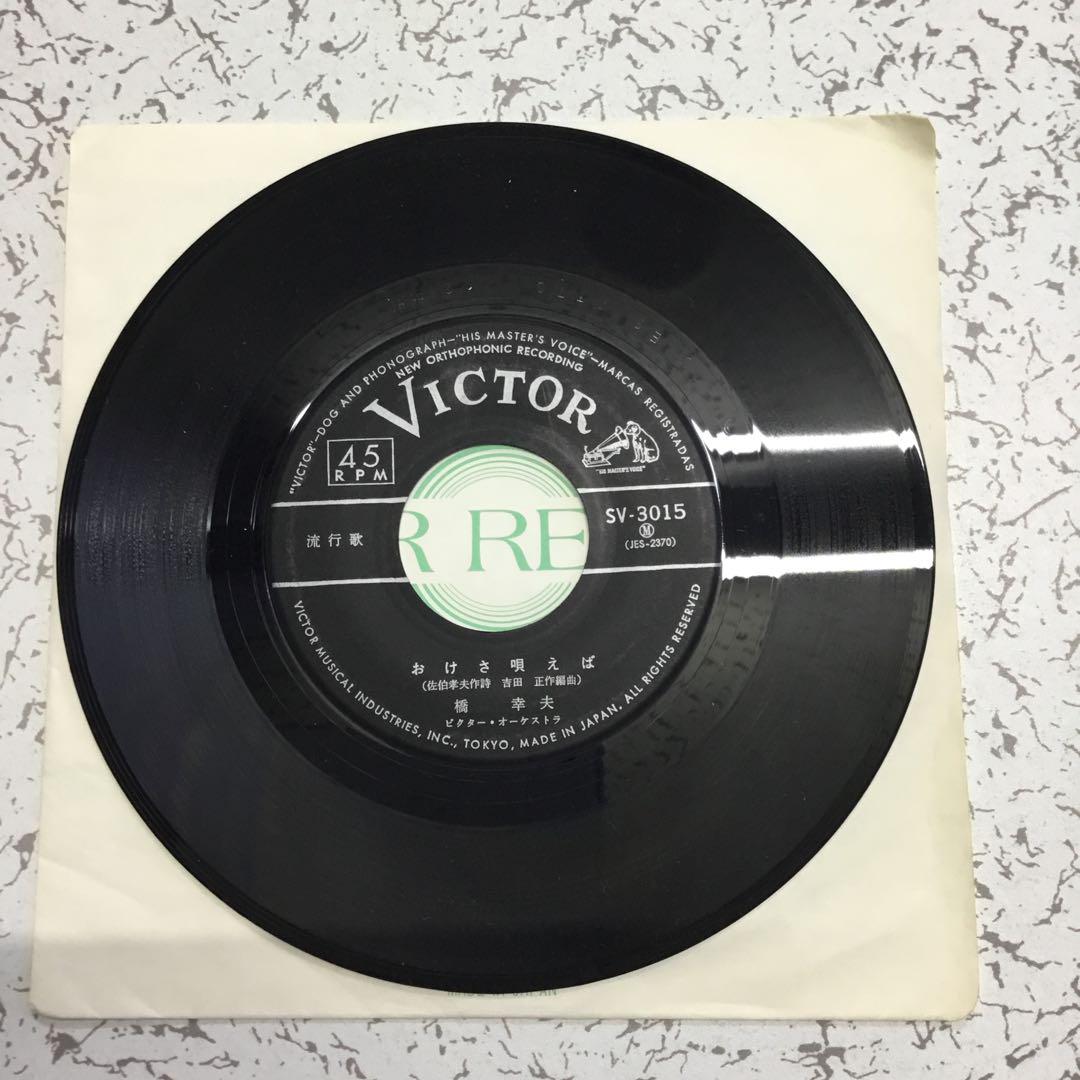 "VICTOR"–DOG AND PHONOGRAPH–"HIS MASTER'S VOICE"–MARCAS REGISTRADAS
NEW ORTHOPHONIC RECORDING
VICTOR
45
RPM
"HIS MASTER'S VOICE"
流行歌
R RE
SV-3015
M
(JES-2370)
おけさ唄えば
(佐伯孝夫作詩 吉田 正作編曲)
橋 幸夫
ビクター・オーケストラ
VICTOR MUSICAL INDUSTRIES, INC., TOKYO, MADE IN JAPAN. ALL RIGHTS RESERVED